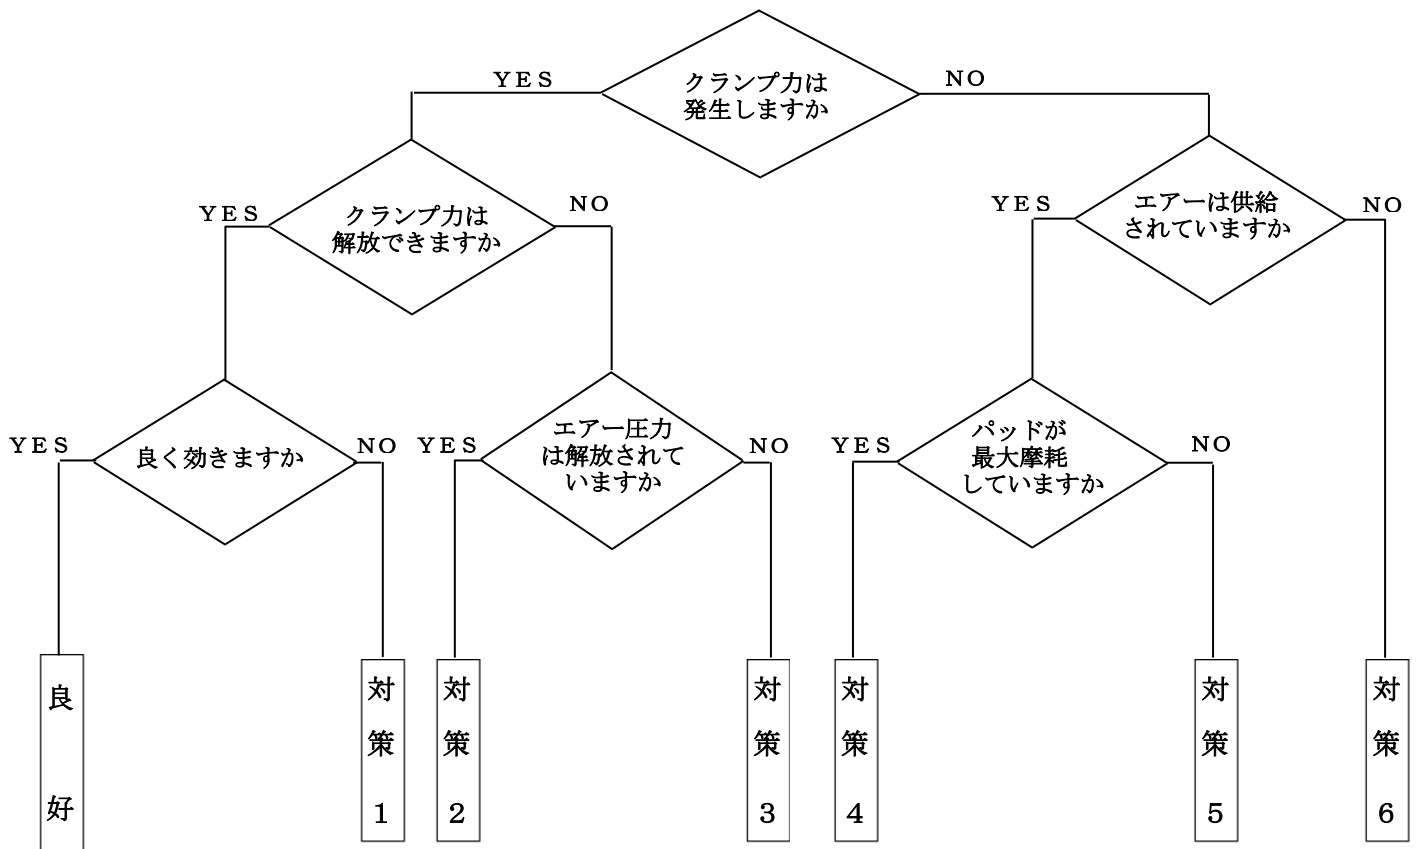 YES
クランプ力は
発生しますか
NO
YES
クランプ力は
解放できますか
NO
YES
エアーは供給
されていますか
NO
YES
良く効きますか
NO
YES
エアー圧力
は解放されて
いますか
NO
YES
パッドが
最大摩耗
していますか
NO
良好
対策1
対策2
対策3
対策4
対策5
対策6